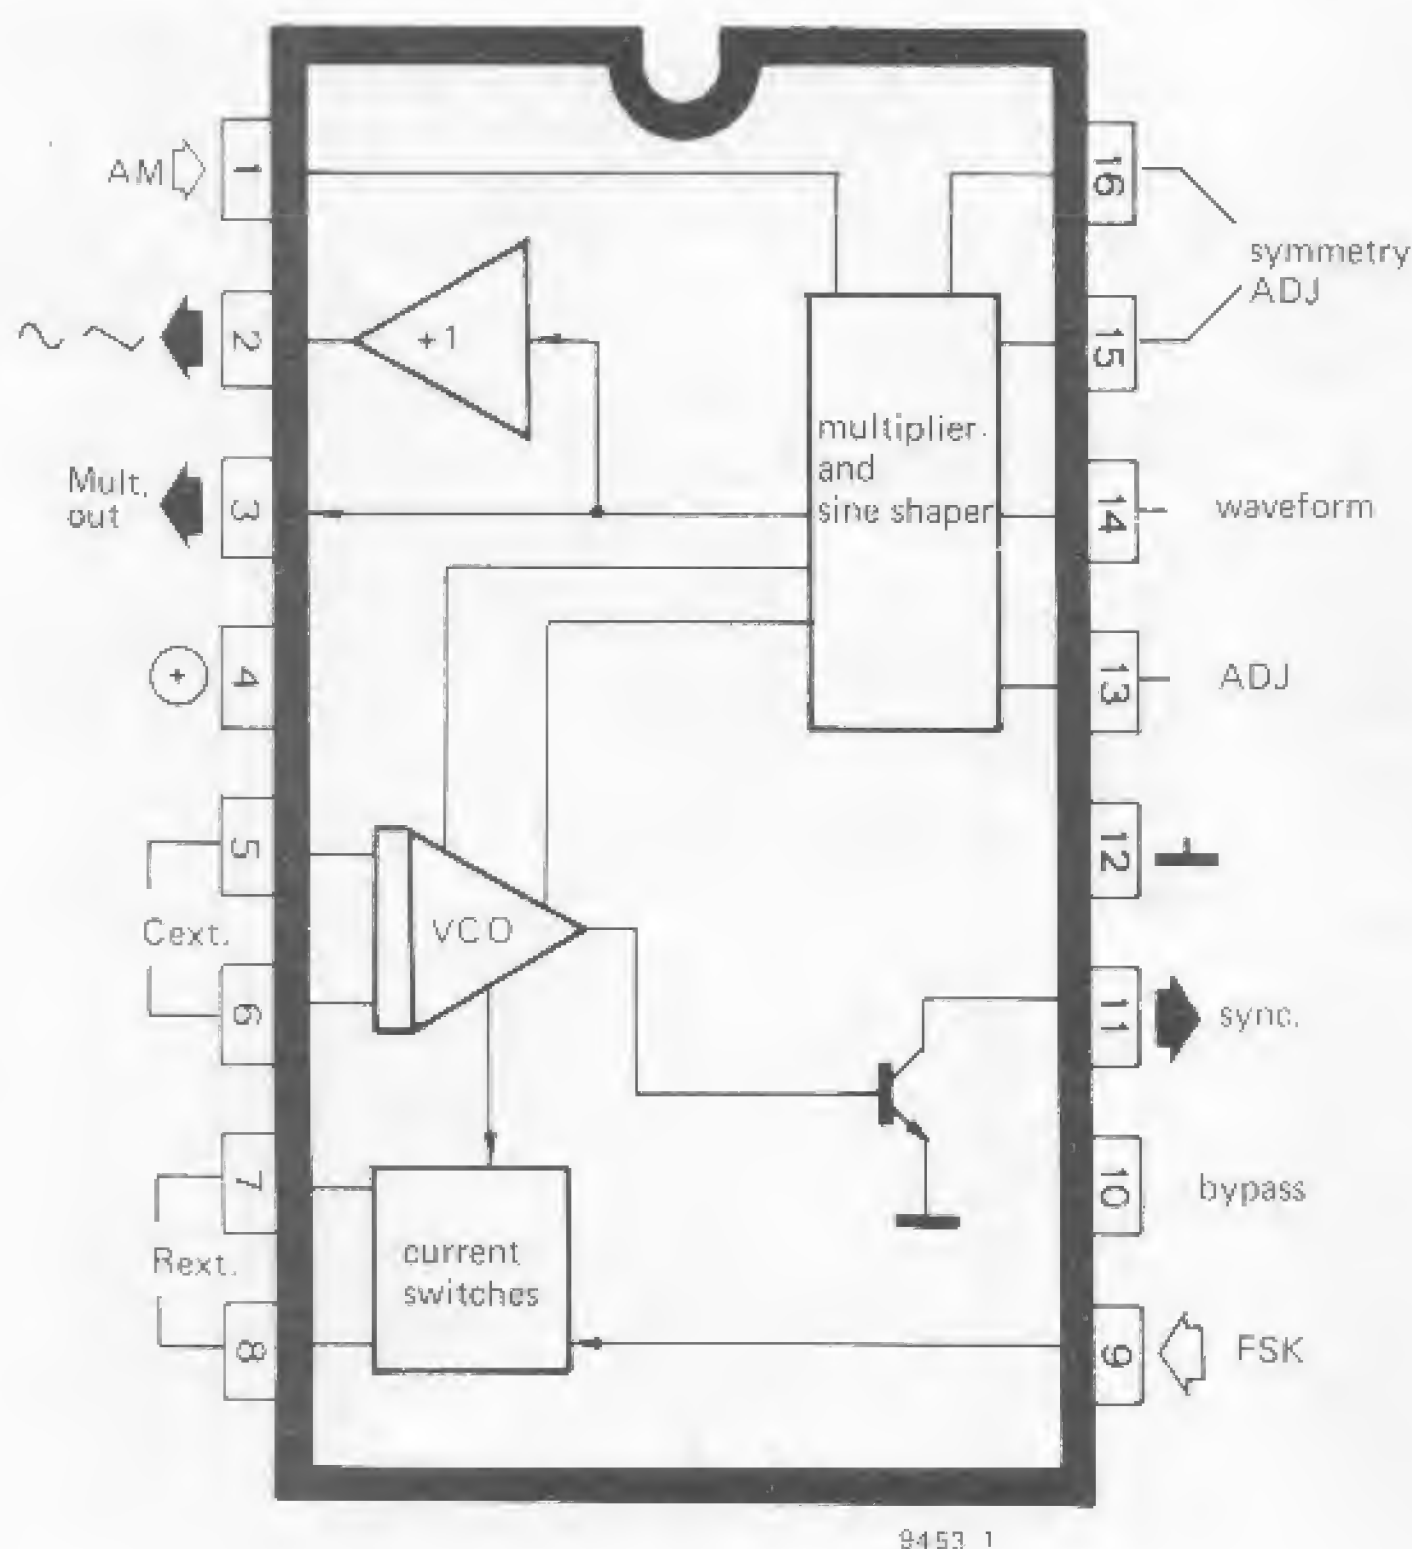 AM
1
16
symmetry
ADJ
2
+1
15
multiplier
and
sine shaper
Mult.
out
3
14
waveform
+
4
13
ADJ
5
12
Cext.
VCO
6
11
sync.
7
10
bypass
Rext.
current
switches
8
9
FSK
9453 1